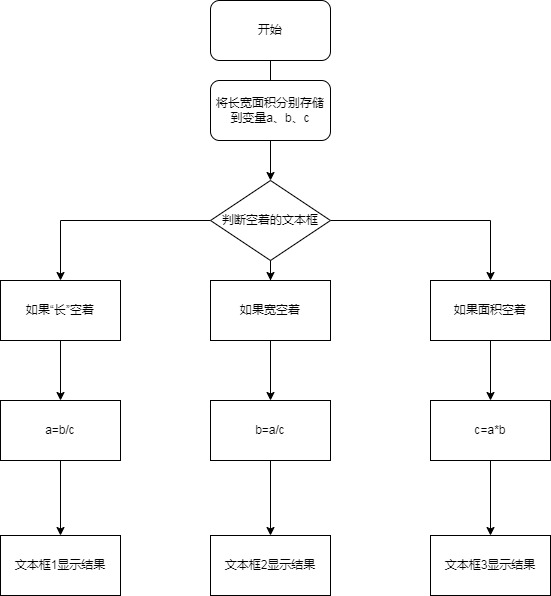 开始
将长宽面积分别存储
到变量a、b、c
判断空着的文本框
如果“长”空着
如果宽空着
如果面积空着
a=b/c
b=a/c
c=a*b
文本框1显示结果
文本框2显示结果
文本框3显示结果